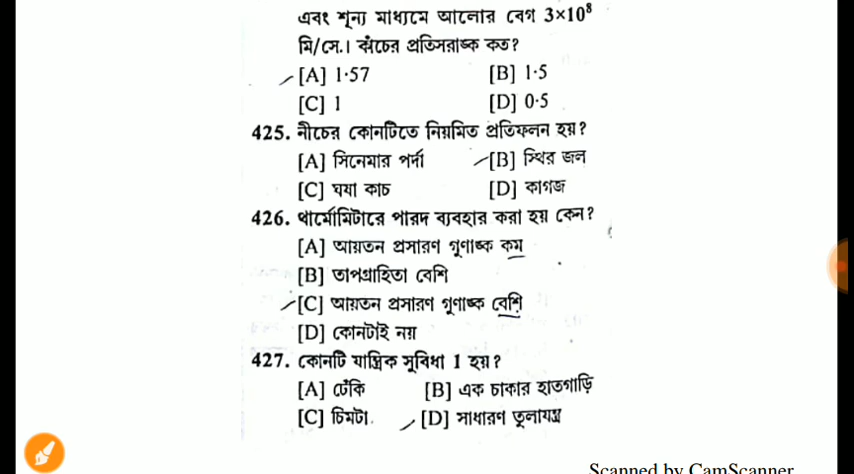 এবং শূন্য মাধ্যমে আলোর বেগ 3×10⁸
মি/সে.। কাঁচের প্রতিসরাঙ্ক কত?
[A] 1·57 [B] 1·5
[C] 1 [D] 0·5
425. নীচের কোনটিতে নিয়মিত প্রতিফলন হয়?
[A] সিনেমার পর্দা [B] স্থির জল
[C] ঘষা কাচ [D] কাগজ
426. থার্মোমিটারে পারদ ব্যবহার করা হয় কেন?
[A] আয়তন প্রসারণ গুণাঙ্ক কম
[B] তাপগ্রাহিতা বেশি
[C] আয়তন প্রসারণ গুণাঙ্ক বেশি
[D] কোনটাই নয়
427. কোনটি যান্ত্রিক সুবিধা 1 হয়?
[A] ঢেঁকি [B] এক চাকার হাতগাড়ি
[C] চিমটা [D] সাধারণ তুলাযন্ত্র
Scanned by CamScanner